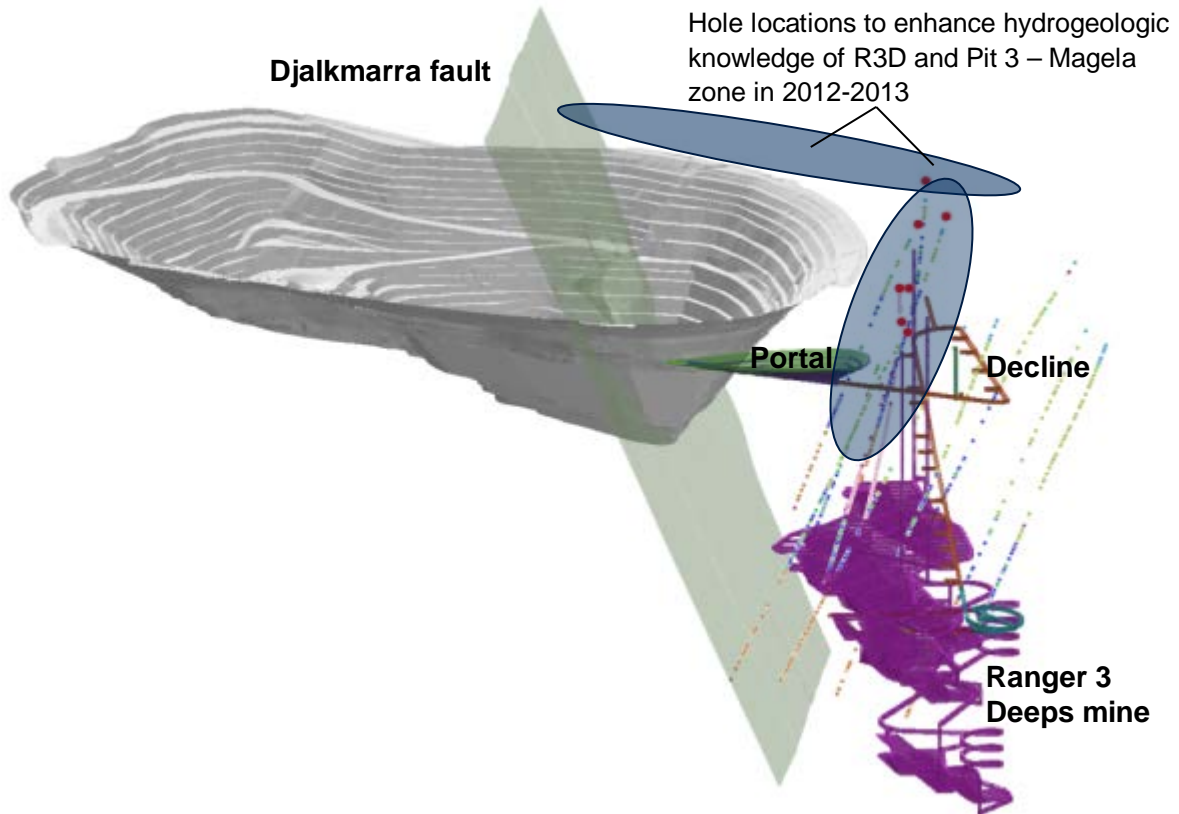 Hole locations to enhance hydrogeologic
knowledge of R3D and Pit 3 – Magela
zone in 2012-2013
Djalkmarra fault
Portal
Decline
Ranger 3
Deeps mine